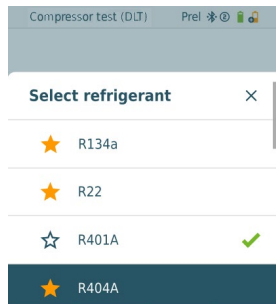 Compressor test (DLT) Prel
Select refrigerant
R134a
R22
R401A
R404A